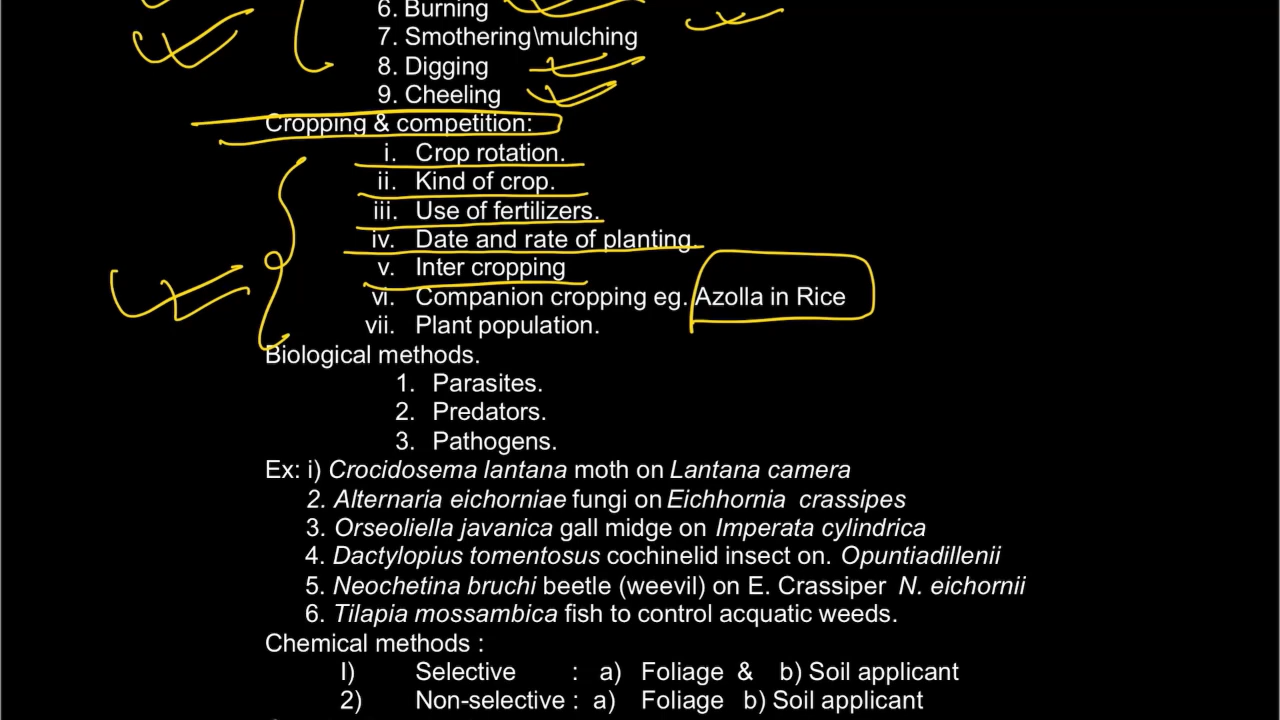 6. Burning
7. Smothering\mulching
8. Digging
9. Cheeling
Cropping & competition:
i. Crop rotation.
ii. Kind of crop.
iii. Use of fertilizers.
iv. Date and rate of planting.
v. Inter cropping
vi. Companion cropping eg. Azolla in Rice
vii. Plant population.
Biological methods.
1. Parasites.
2. Predators.
3. Pathogens.
Ex: i) Crocidosema lantana moth on Lantana camera
2. Alternaria eichorniae fungi on Eichhornia crassipes
3. Orseoliella javanica gall midge on Imperata cylindrica
4. Dactylopius tomentosus cochinelid insect on. Opuntiadillenii
5. Neochetina bruchi beetle (weevil) on E. Crassiper N. eichornii
6. Tilapia mossambica fish to control acquatic weeds.
Chemical methods :
I) Selective : a) Foliage & b) Soil applicant
2) Non-selective : a) Foliage b) Soil applicant